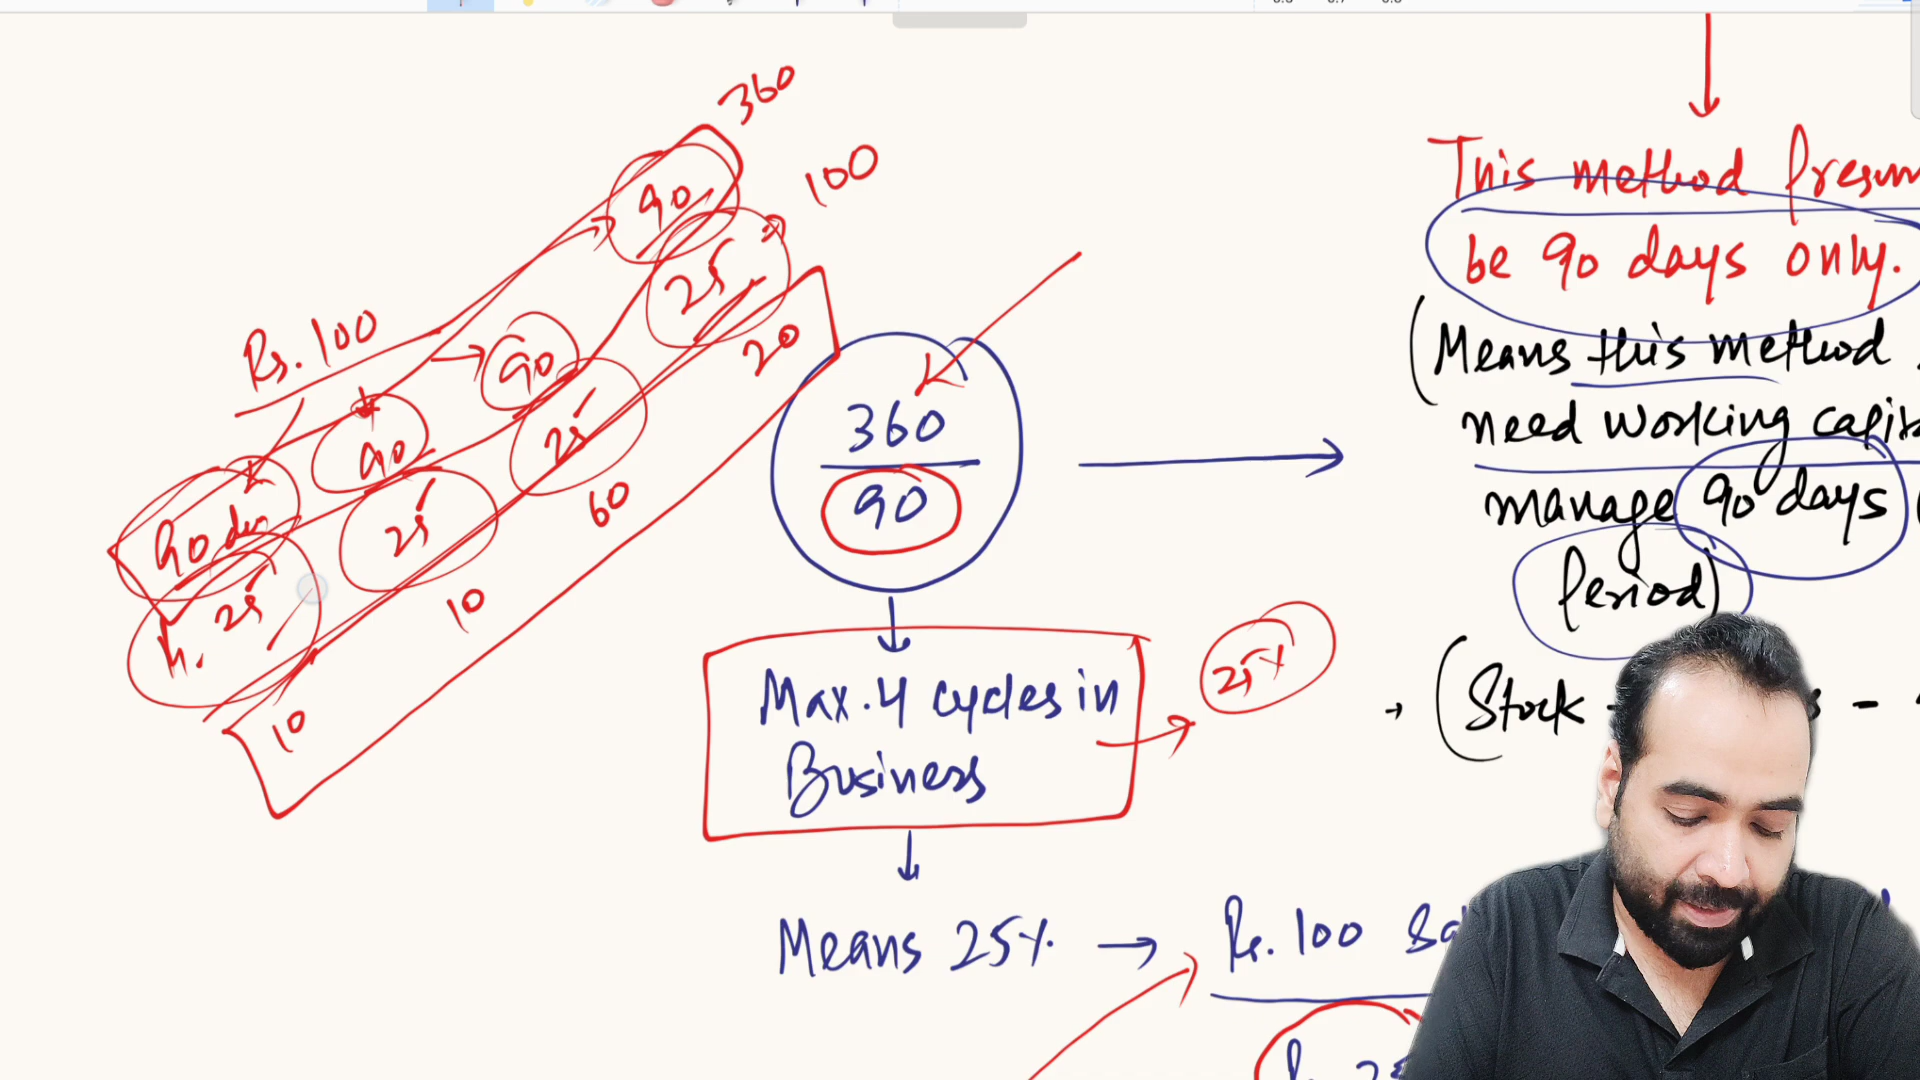 360
100
Rs. 100
90
25
90
25
20
90
25
60
90
25
10
10
360
90
Max. 4 cycles in
Business
25%
Means 25% → Rs. 100
This method
be 90 days only.
(Means this method
need working
manage 90 days
Period)
→ (Stock -